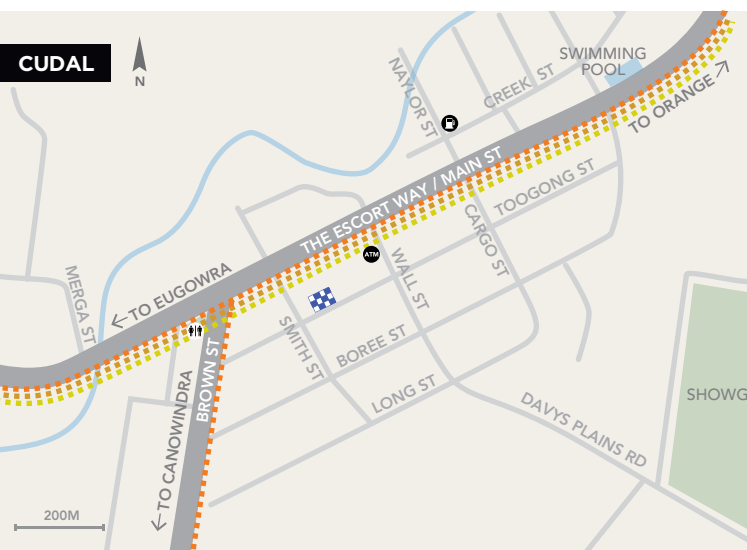 CUDAL
N
SWIMMING
POOL
NAYLOR ST
CREEK ST
TO ORANGE
THE ESCORT WAY / MAIN ST
TOOGONG ST
CARGO ST
ATM
WALL ST
TO EUGOWRA
MERGA ST
SMITH ST
BOREE ST
BROWN ST
LONG ST
TO CANOWINDRA
DAVYS PLAINS RD
SHOWG
200M